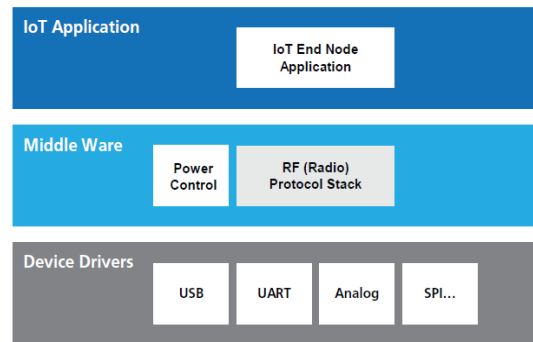 IoT Application
IoT End Node
Application
Middle Ware
Power
Control
RF (Radio)
Protocol Stack
Device Drivers
USB
UART
Analog
SPI...